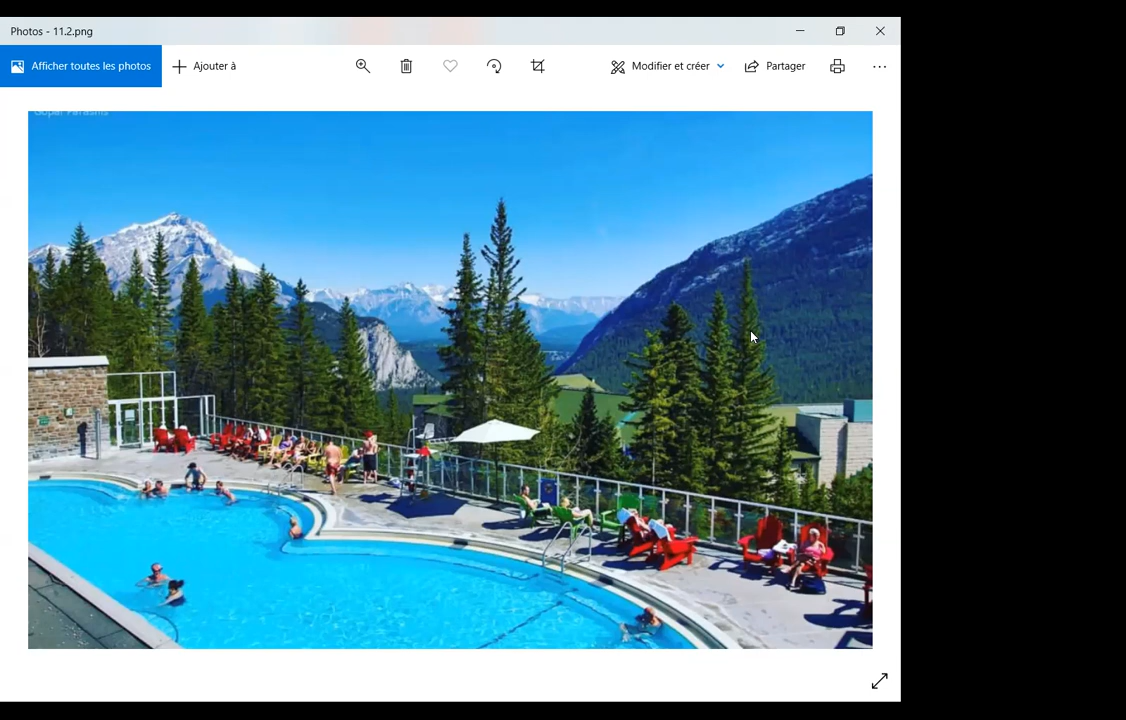 Photos - 11.2.png
Afficher toutes les photos
Ajouter à
Modifier et créer
Partager